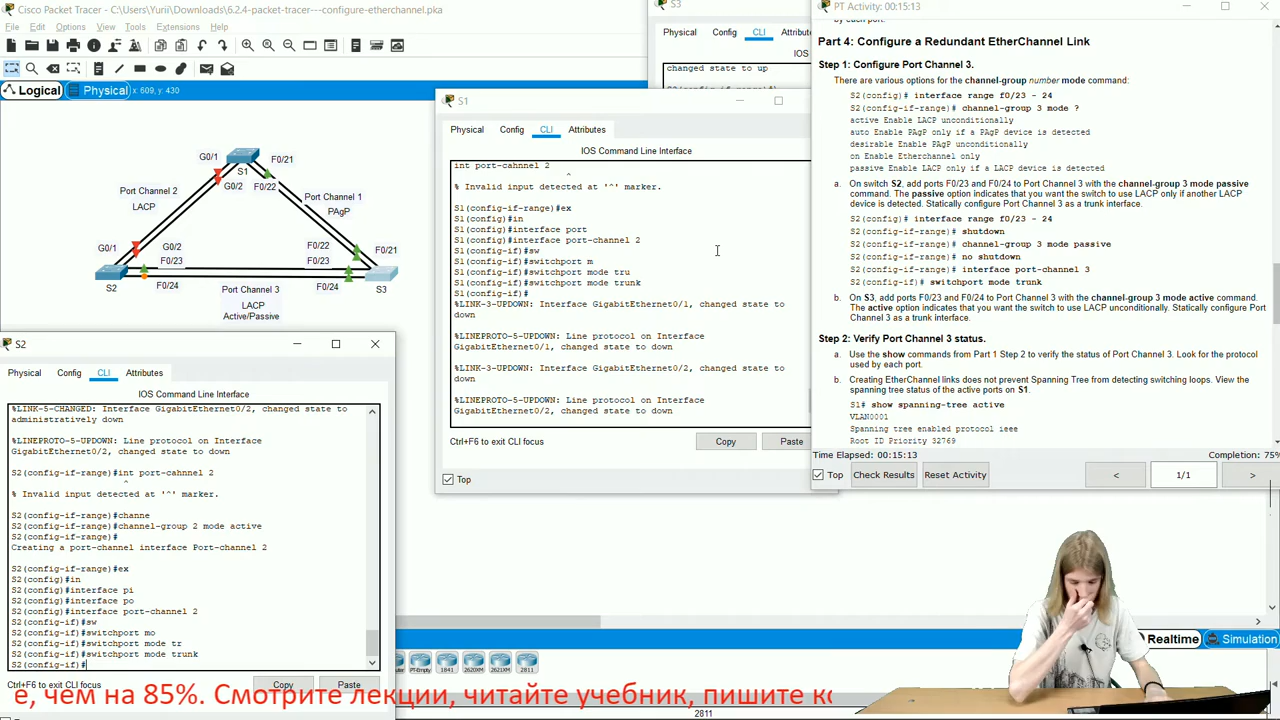 Cisco Packet Tracer - C:\Users\Yurii\Downloads\6.2.4-packet-tracer---configure-etherchannel.pka
File Edit Options View Tools Extensions Help
Logical Physical x: 609, y: 430
G0/1
F0/21
S1
G0/2
F0/22
Port Channel 2
LACP
Port Channel 1
PAgP
G0/1
G0/2
F0/22
F0/21
F0/23
F0/23
S2
F0/24
F0/24
S3
Port Channel 3
LACP
Active/Passive
S3
Physical Config CLI
IOS
changed state to up
S1
Physical Config CLI Attributes
IOS Command Line Interface
int port-cahnnel 2
^
% Invalid input detected at '^' marker.
S1(config-if-range)#ex
S1(config)#in
S1(config)#interface port
S1(config)#interface port-channel 2
S1(config-if)#sw
S1(config-if)#switchport m
S1(config-if)#switchport mode tru
S1(config-if)#switchport mode trunk
S1(config-if)#
%LINK-3-UPDOWN: Interface GigabitEthernet0/1, changed state to
down
%LINEPROTO-5-UPDOWN: Line protocol on Interface
GigabitEthernet0/1, changed state to down
%LINK-3-UPDOWN: Interface GigabitEthernet0/2, changed state to
down
%LINEPROTO-5-UPDOWN: Line protocol on Interface
GigabitEthernet0/2, changed state to down
Ctrl+F6 to exit CLI focus
Copy Paste
Top
S2
Physical Config CLI Attributes
IOS Command Line Interface
%LINK-5-CHANGED: Interface GigabitEthernet0/2, changed state to
administratively down
%LINEPROTO-5-UPDOWN: Line protocol on Interface
GigabitEthernet0/2, changed state to down
S2(config-if-range)#int port-cahnnel 2
^
% Invalid input detected at '^' marker.
S2(config-if-range)#channe
S2(config-if-range)#channel-group 2 mode active
S2(config-if-range)#
Creating a port-channel interface Port-channel 2
S2(config-if-range)#ex
S2(config)#in
S2(config)#interface pi
S2(config)#interface po
S2(config)#interface port-channel 2
S2(config-if)#sw
S2(config-if)#switchport mo
S2(config-if)#switchport mode tr
S2(config-if)#switchport mode trunk
S2(config-if)#
Ctrl+F6 to exit CLI focus
Copy Paste
PT Activity: 00:15:13
by each port.
Part 4: Configure a Redundant EtherChannel Link
Step 1: Configure Port Channel 3.
There are various options for the channel-group number mode command:
S2(config)# interface range f0/23 - 24
S2(config-if-range)# channel-group 3 mode ?
active Enable LACP unconditionally
auto Enable PAgP only if a PAgP device is detected
desirable Enable PAgP unconditionally
on Enable Etherchannel only
passive Enable LACP only if a LACP device is detected
a. On switch S2, add ports F0/23 and F0/24 to Port Channel 3 with the channel-group 3 mode passive
command. The passive option indicates that you want the switch to use LACP only if another LACP
device is detected. Statically configure Port Channel 3 as a trunk interface.
S2(config)# interface range f0/23 - 24
S2(config-if-range)# shutdown
S2(config-if-range)# channel-group 3 mode passive
S2(config-if-range)# no shutdown
S2(config-if-range)# interface port-channel 3
S2(config-if)# switchport mode trunk
b. On S3, add ports F0/23 and F0/24 to Port Channel 3 with the channel-group 3 mode active command.
The active option indicates that you want the switch to use LACP unconditionally. Statically configure Port
Channel 3 as a trunk interface.
Step 2: Verify Port Channel 3 status.
a. Use the show commands from Part 1 Step 2 to verify the status of Port Channel 3. Look for the protocol
used by each port.
b. Creating EtherChannel links does not prevent Spanning Tree from detecting switching loops. View the
spanning tree status of the active ports on S1.
S1# show spanning-tree active
VLAN0001
Spanning tree enabled protocol ieee
Root ID Priority 32769
Time Elapsed: 00:15:13 Completion: 75%
Top Check Results Reset Activity < 1/1 >
Realtime Simulation
PT-Empty 1841 2620XM 2621XM 2811
е, чем на 85%. Смотрите лекции, читайте учебник, пишите ко
2811